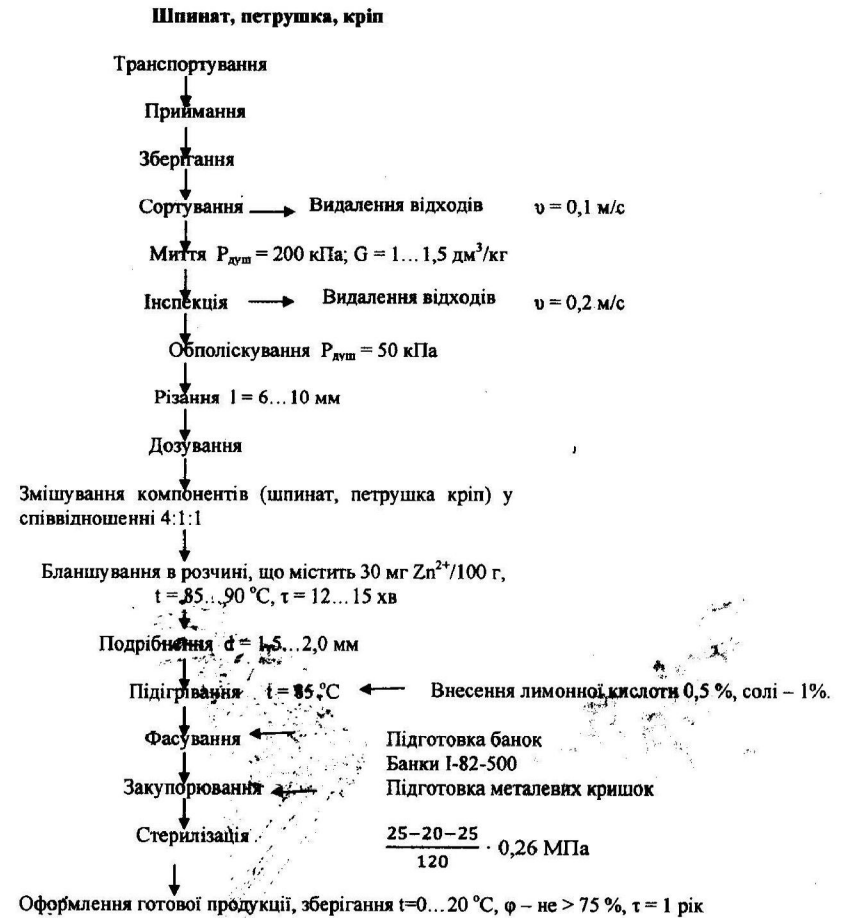 Шпинат, петрушка, кріп
Транспортування
Приймання
Зберігання
Сортування Видалення відходів υ = 0,1 м/с
Миття Рдуш = 200 кПа; G = 1…1,5 дм³/кг
Інспекція Видалення відходів υ = 0,2 м/с
Обполіскування Рдуш = 50 кПа
Різання l = 6…10 мм
Дозування
Змішування компонентів (шпинат, петрушка кріп) у
співвідношенні 4:1:1
Бланшування в розчині, що містить 30 мг Zn²⁺/100 г,
t = 85…90 °С, τ = 12…15 хв
Подрібнення d = 1,5…2,0 мм
Підігрівання t = 85 °С Внесення лимонної кислоти 0,5 %, солі – 1%.
Фасування Підготовка банок
Банки І-82-500
Закупорювання Підготовка металевих кришок
Стерилізація 25−20−25
120 · 0,26 МПа
Оформлення готової продукції, зберігання t=0…20 °С, φ – не > 75 %, τ = 1 рік